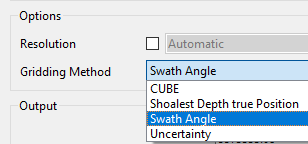 Options
Resolution Automatic
Gridding Method Swath Angle
CUBE
Shoalest Depth true Position
Swath Angle
Output
Uncertainty